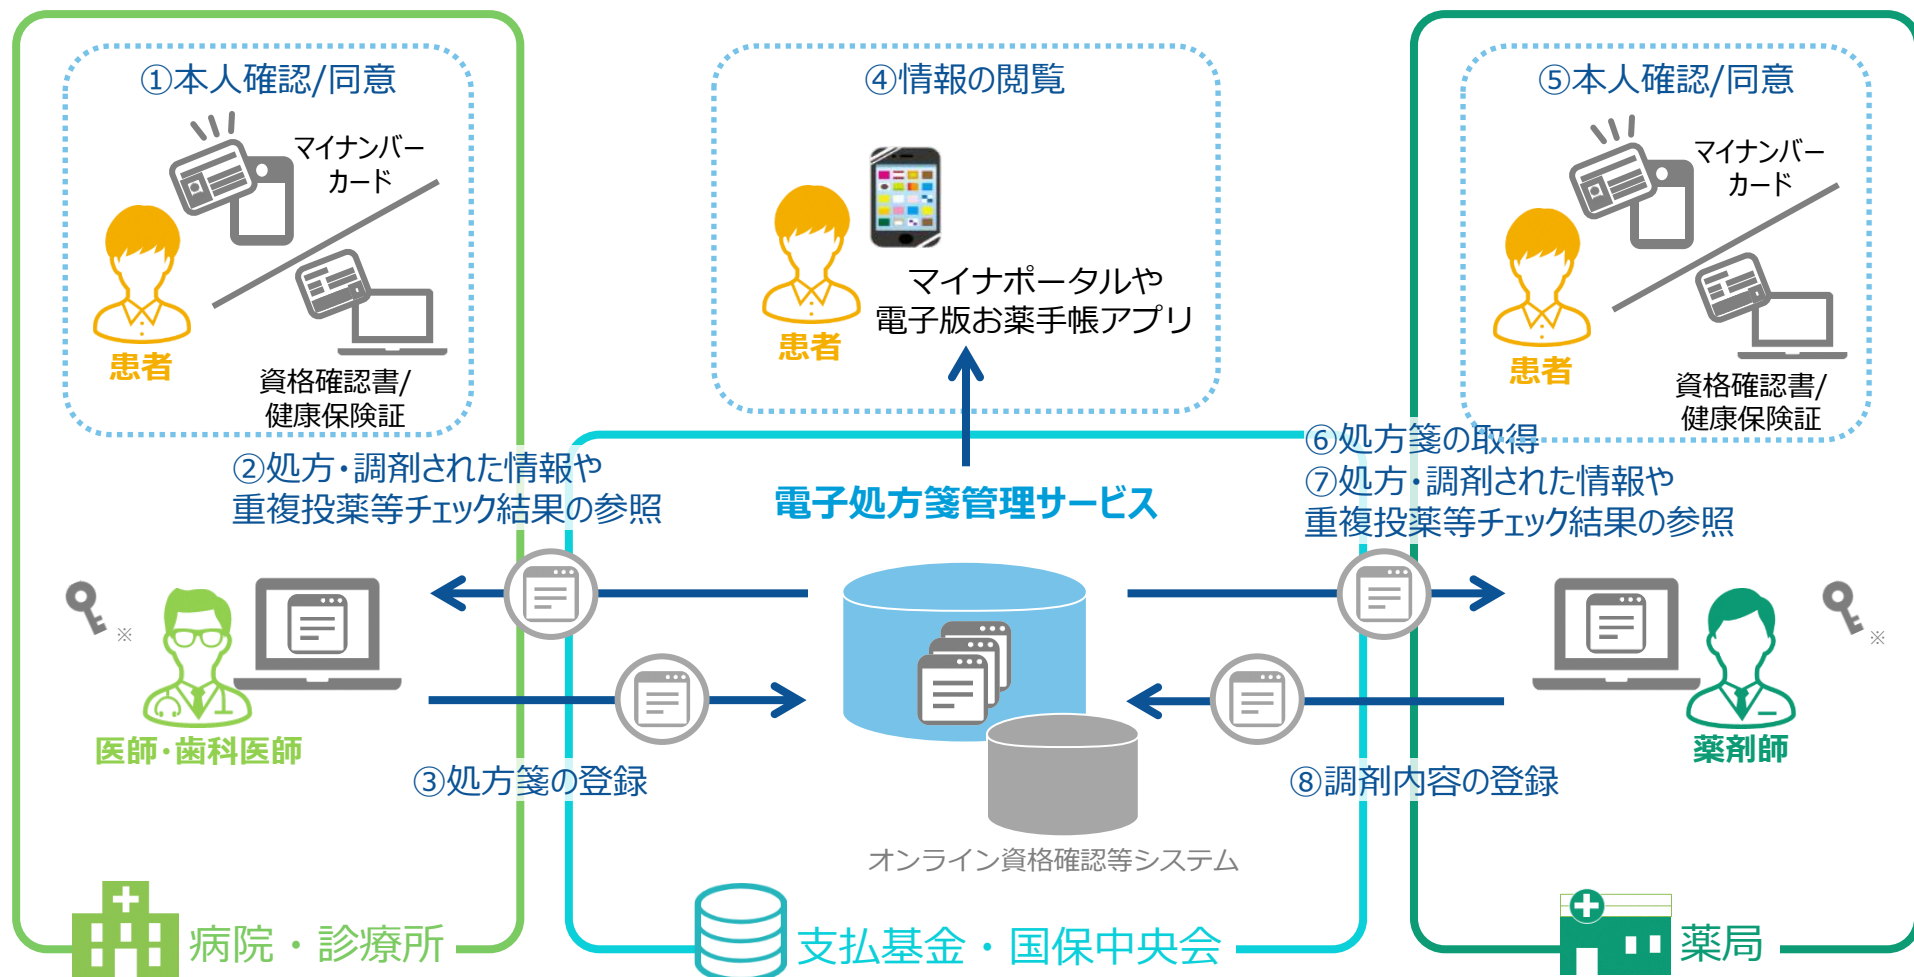 ①本人確認/同意
マイナンバー
カード
患者
資格確認書/
健康保険証
②処方・調剤された情報や
重複投薬等チェック結果の参照
※
医師・歯科医師
③処方箋の登録
病院・診療所
④情報の閲覧
マイナポータルや
電子版お薬手帳アプリ
患者
電子処方箋管理サービス
オンライン資格確認等システム
支払基金・国保中央会
⑤本人確認/同意
マイナンバー
カード
患者
資格確認書/
健康保険証
⑥処方箋の取得
⑦処方・調剤された情報や
重複投薬等チェック結果の参照
※
薬剤師
⑧調剤内容の登録
薬局